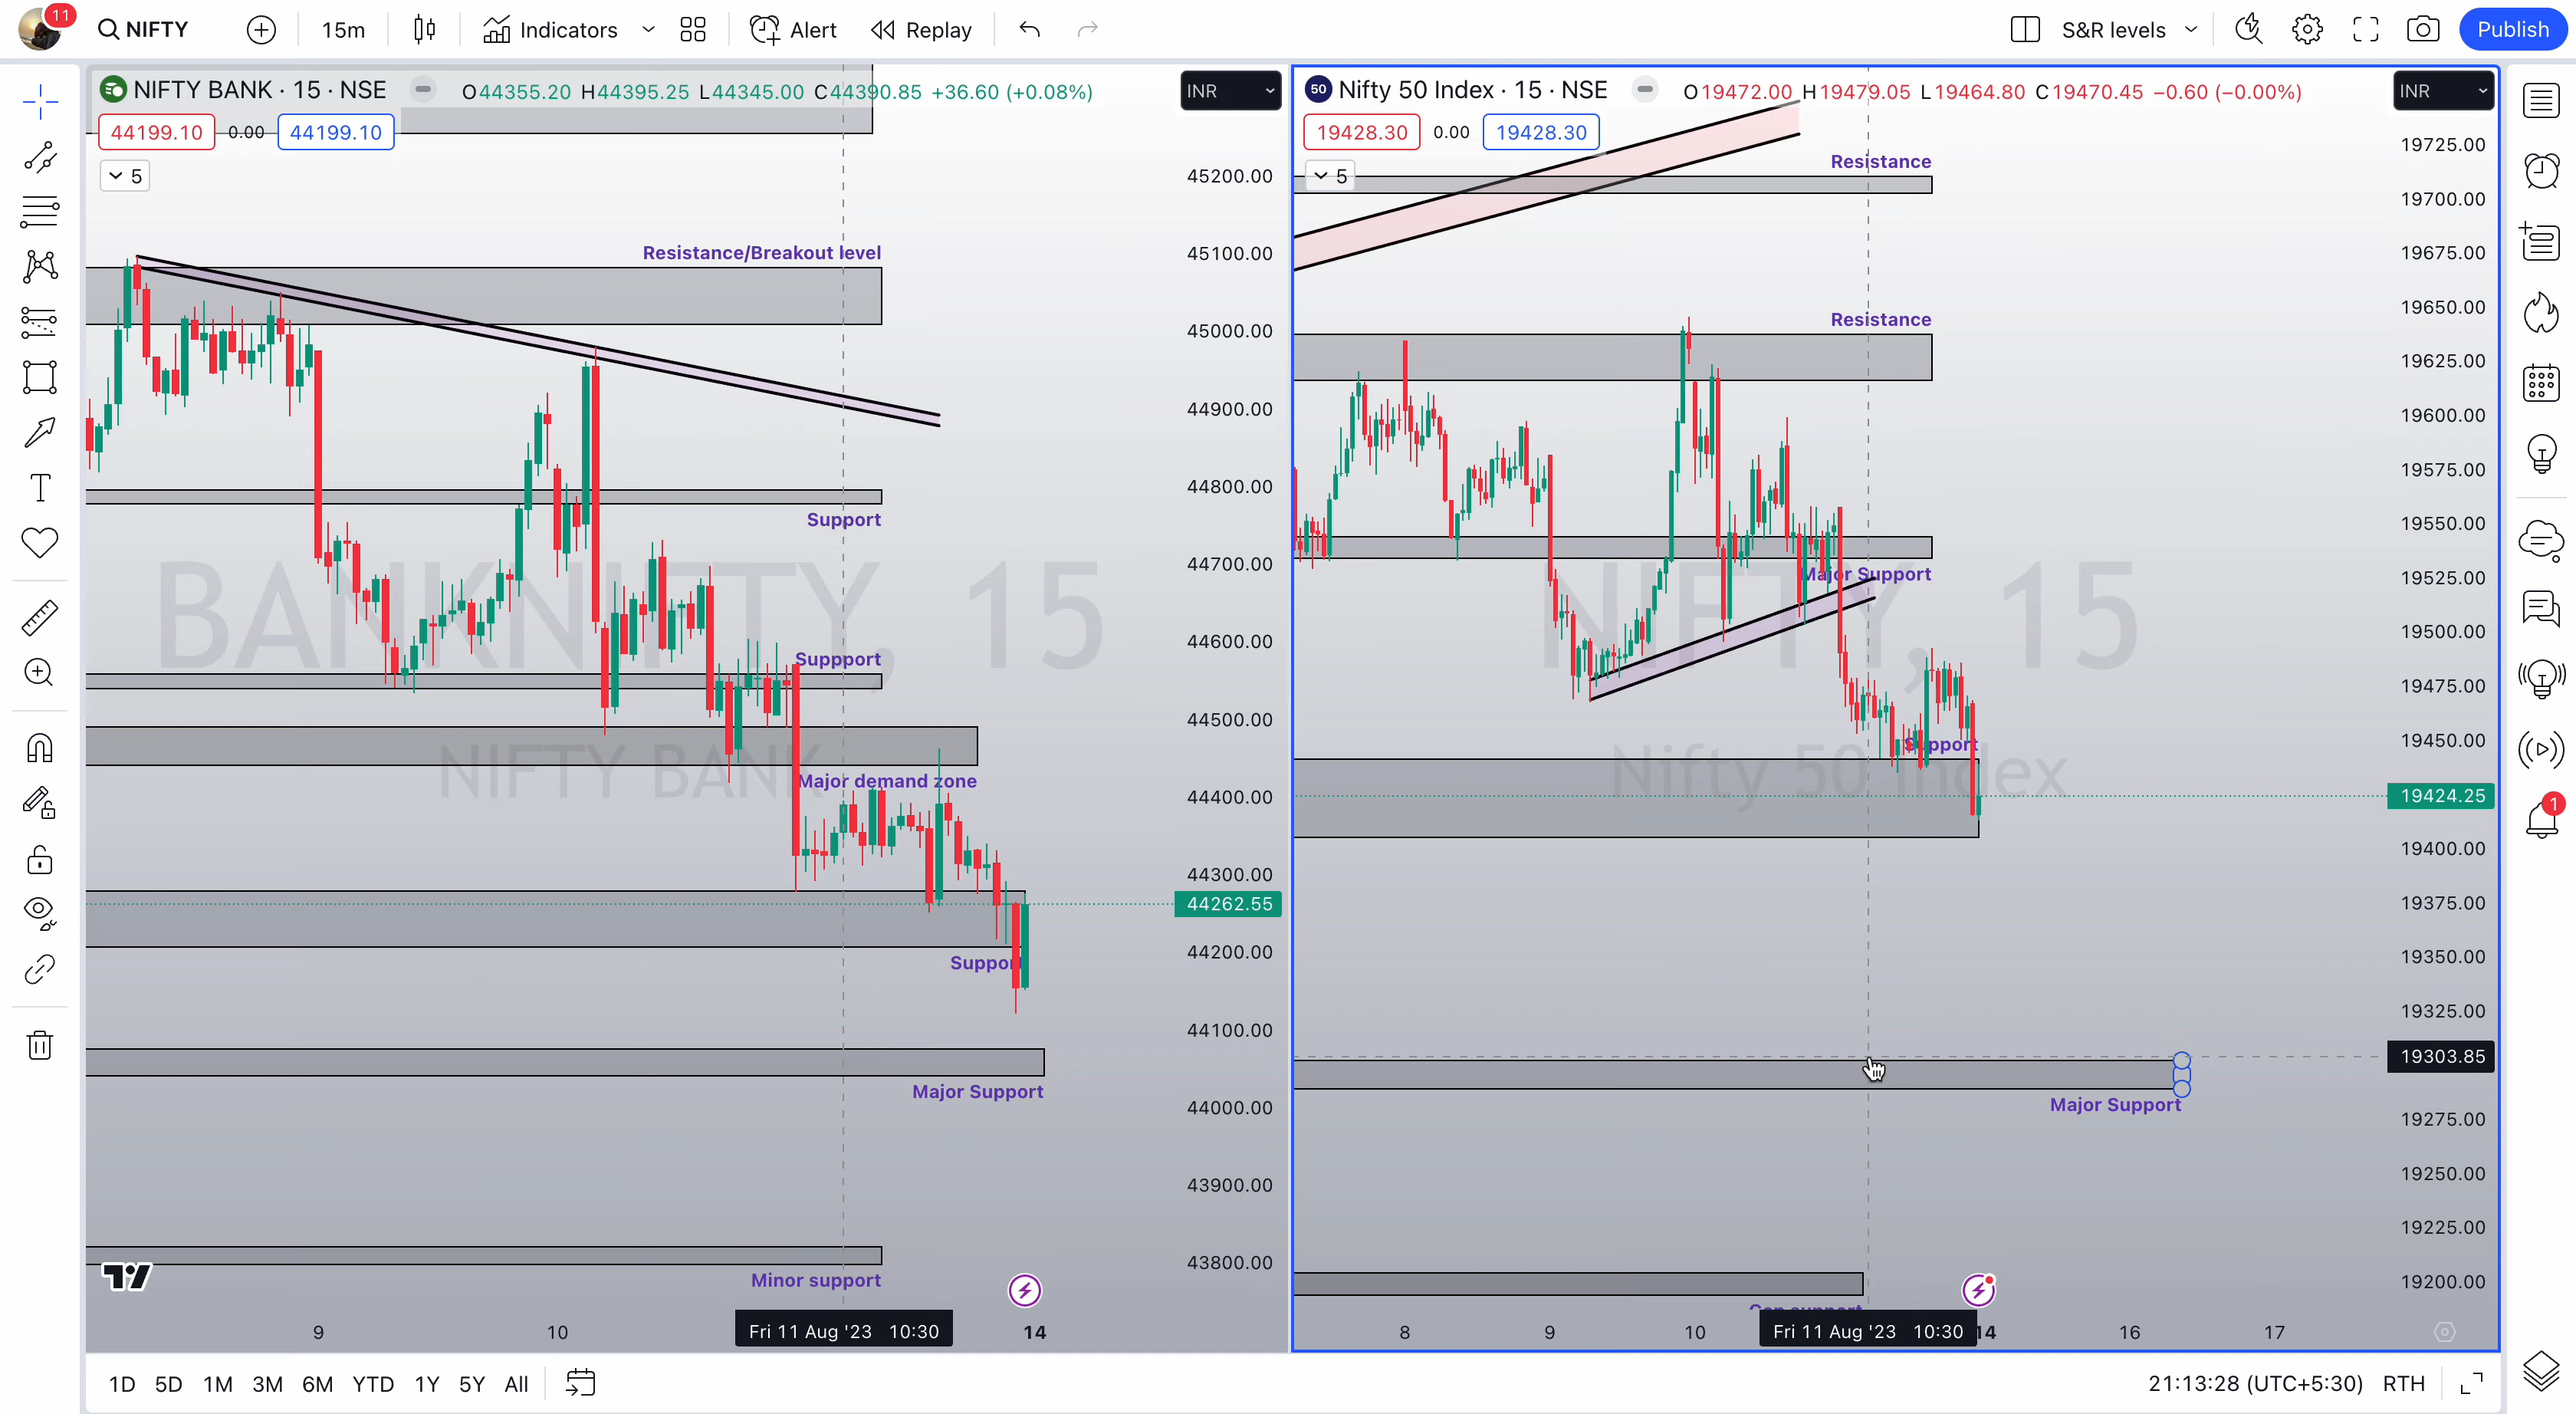 11
NIFTY
15m
Indicators
Alert
Replay
S&R levels
Publish
NIFTY BANK · 15 · NSE
O44355.20 H44395.25 L44345.00 C44390.85 +36.60 (+0.08%)
INR
44199.10 0.00 44199.10
5
45200.00
Resistance/Breakout level
45100.00
45000.00
44900.00
44800.00
Support
44700.00
BANKNIFTY, 15
44600.00
Suppport
44500.00
NIFTY BANK
Major demand zone
44400.00
44300.00
44262.55
44200.00
Support
44100.00
Major Support
44000.00
43900.00
43800.00
Minor support
9
10
Fri 11 Aug '23 10:30
14
50
Nifty 50 Index · 15 · NSE
O19472.00 H19479.05 L19464.80 C19470.45 −0.60 (−0.00%)
INR
19428.30 0.00 19428.30
5
19725.00
Resistance
19700.00
19675.00
19650.00
Resistance
19625.00
19600.00
19575.00
19550.00
Major Support
19525.00
NIFTY, 15
19500.00
19475.00
Support
19450.00
Nifty 50 Index
19424.25
19400.00
19375.00
19350.00
19325.00
19303.85
Major Support
19275.00
19250.00
19225.00
19200.00
Gap support
8
9
10
Fri 11 Aug '23 10:30
14
16
17
1
1D 5D 1M 3M 6M YTD 1Y 5Y All
21:13:28 (UTC+5:30) RTH